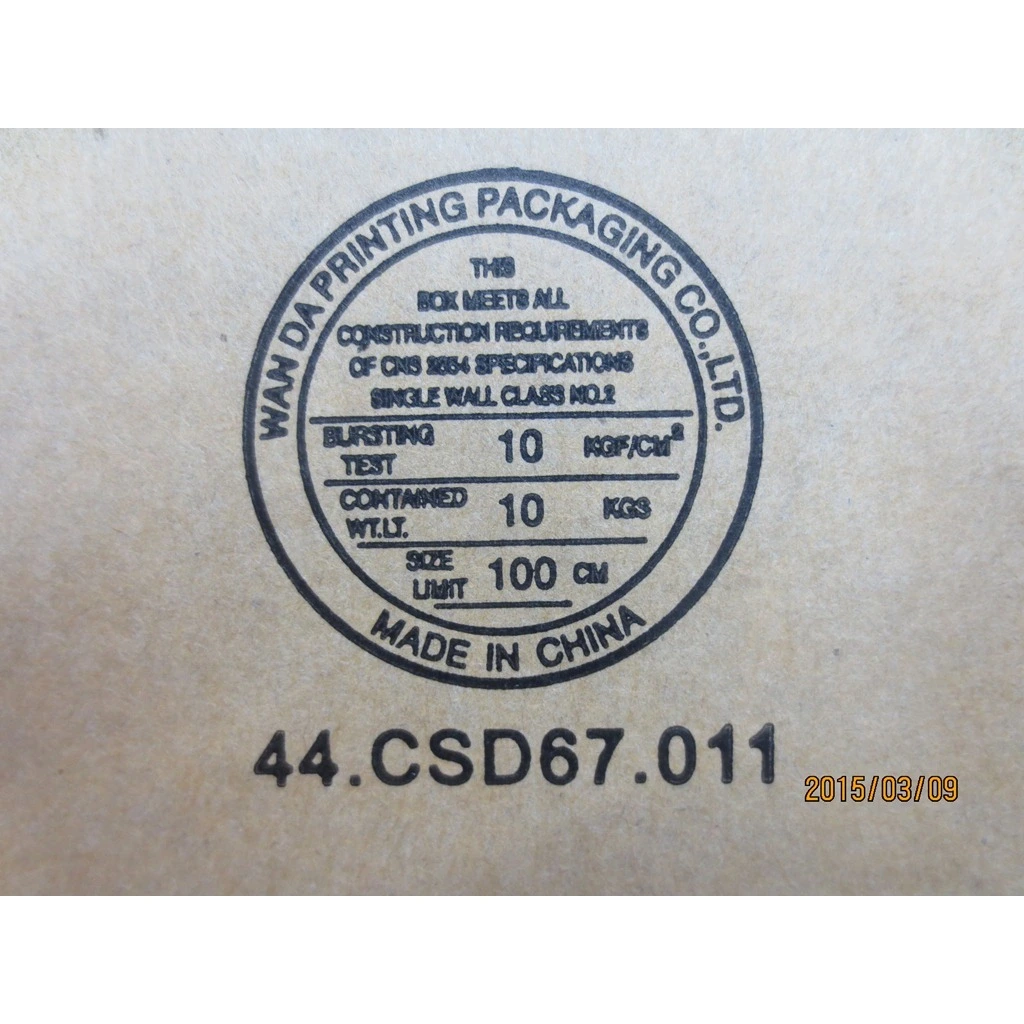 WAN DA PRINTING PACKAGING CO.,LTD.
THIS
BOX MEETS ALL
CONSTRUCTION REQUIREMENTS
OF CNS 2854 SPECIFICATIONS
SINGLE WALL CLASS NO.2
BURSTING TEST 10 KGF/CM²
CONTAINED WT.LT. 10 KGS
SIZE LIMIT 100 CM
MADE IN CHINA
44.CSD67.011
2015/03/09